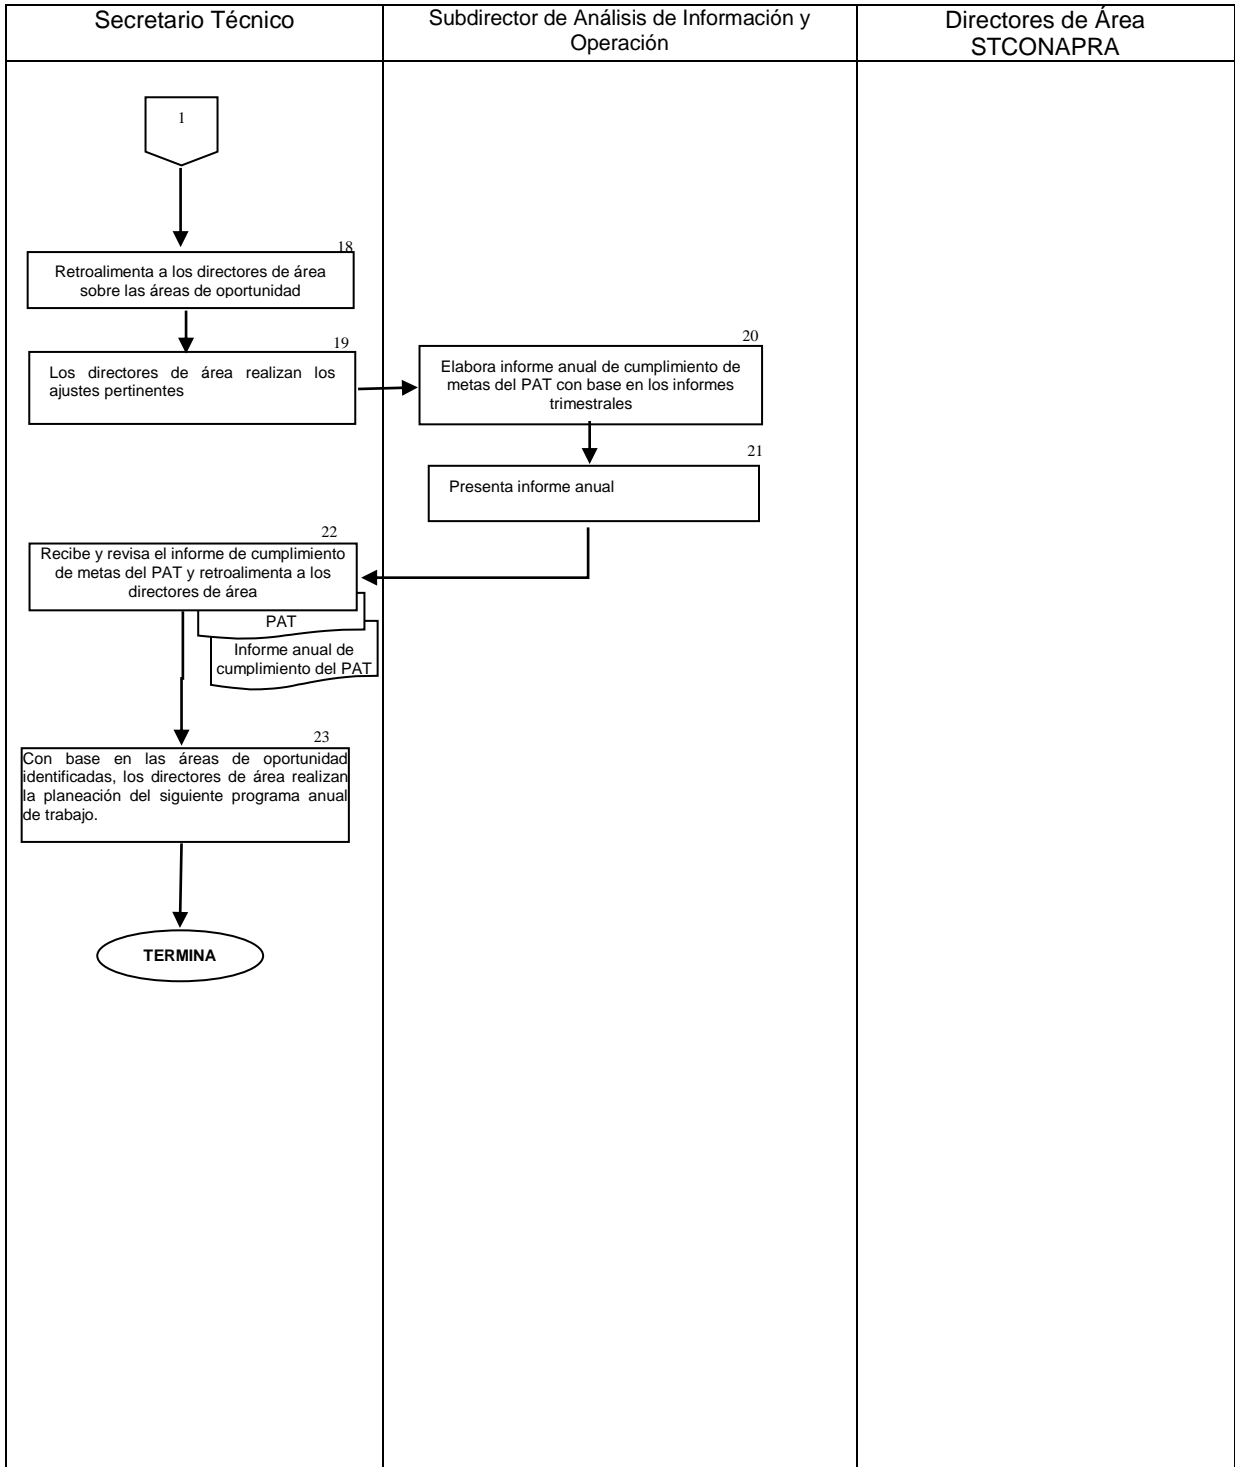 Secretario Técnico
Subdirector de Análisis de Información y
Operación
Directores de Área
STCONAPRA
1
18
Retroalimenta a los directores de área
sobre las áreas de oportunidad
19
Los directores de área realizan los
ajustes pertinentes
20
Elabora informe anual de cumplimiento de
metas del PAT con base en los informes
trimestrales
21
Presenta informe anual
22
Recibe y revisa el informe de cumplimiento
de metas del PAT y retroalimenta a los
directores de área
PAT
Informe anual de
cumplimiento del PAT
23
Con base en las áreas de oportunidad
identificadas, los directores de área realizan
la planeación del siguiente programa anual
de trabajo.
TERMINA